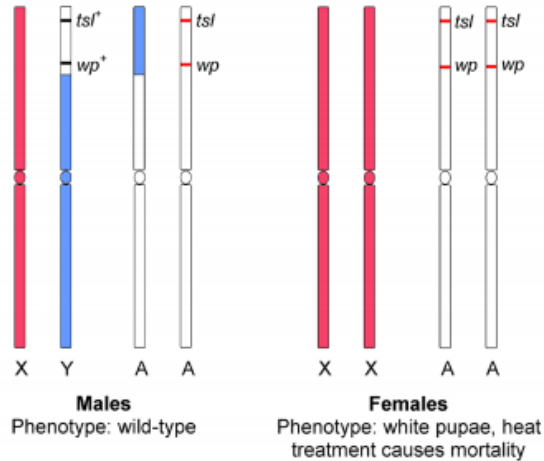 tsl⁺
tsl
tsl
tsl
wp⁺
wp
wp
wp
X
Y
A
A
X
X
A
A
Males
Phenotype: wild-type
Females
Phenotype: white pupae, heat
treatment causes mortality